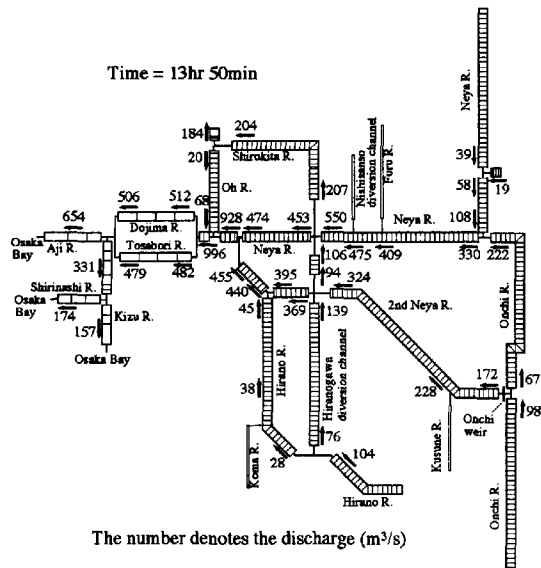 Time = 13hr 50min
Neya R.
184
204
20
Shirokita R.
Nishisanso
diversion channel
Furu R.
39
58
19
Oh R.
207
506
512
68
928
474
453
550
Neya R.
108
654
Dojima R.
Osaka
Bay
Aji R.
Tosabori R.
996
Neya R.
106
475
409
330
222
331
479
482
455
94
395
324
Shirinashi R.
440
2nd Neya R.
Onchi R.
Osaka
Bay
174
45
369
139
157
Kizu R.
Osaka Bay
Hirano R.
Hiranogawa
diversion channel
38
172
67
228
Onchi
weir
98
76
Koma R.
28
104
Kusune R.
Onchi R.
Hirano R.
The number denotes the discharge (m³/s)